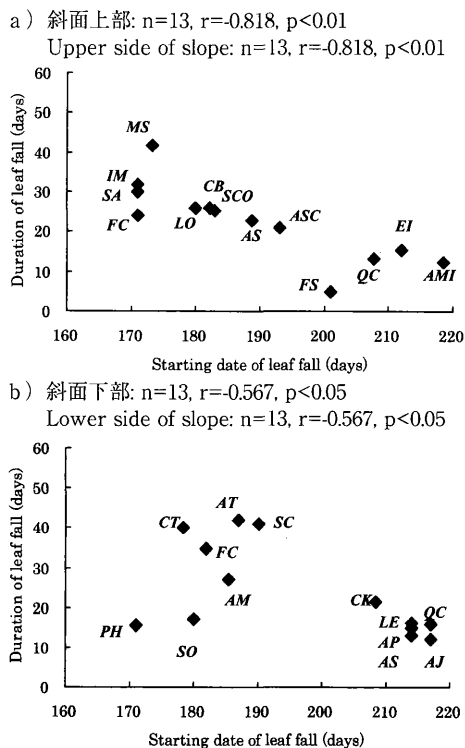 a）斜面上部: n=13, r=-0.818, p<0.01
Upper side of slope: n=13, r=-0.818, p<0.01
Duration of leaf fall (days)
60
50
40
30
20
10
0
MS
IM
SA
FC
LO
CB
SCO
AS
ASC
FS
QC
EI
AMI
160 170 180 190 200 210 220
Starting date of leaf fall (days)
b）斜面下部: n=13, r=-0.567, p<0.05
Lower side of slope: n=13, r=-0.567, p<0.05
Duration of leaf fall (days)
60
50
40
30
20
10
0
AT
CT
SC
FC
AM
PH
SO
CK
LE
QC
AP
AS
AJ
160 170 180 190 200 210 220
Starting date of leaf fall (days)